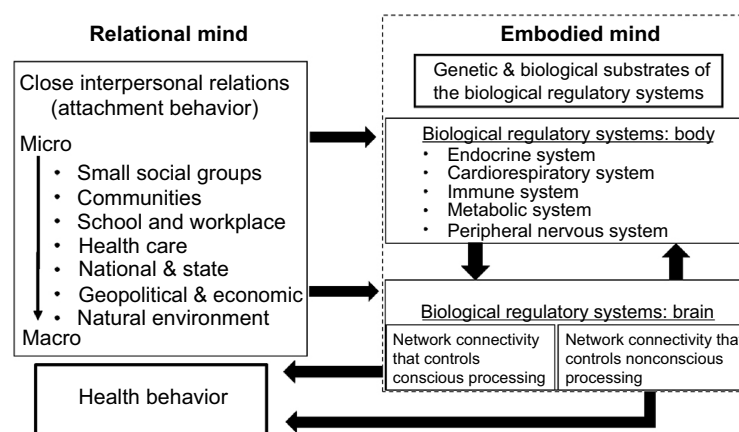 Relational mind
Close interpersonal relations
(attachment behavior)
Micro
• Small social groups
• Communities
• School and workplace
• Health care
• National & state
• Geopolitical & economic
• Natural environment
Macro
Health behavior
Embodied mind
Genetic & biological substrates of
the biological regulatory systems
Biological regulatory systems: body
• Endocrine system
• Cardiorespiratory system
• Immune system
• Metabolic system
• Peripheral nervous system
Biological regulatory systems: brain
Network connectivity
that controls
conscious processing
Network connectivity that
controls nonconscious
processing